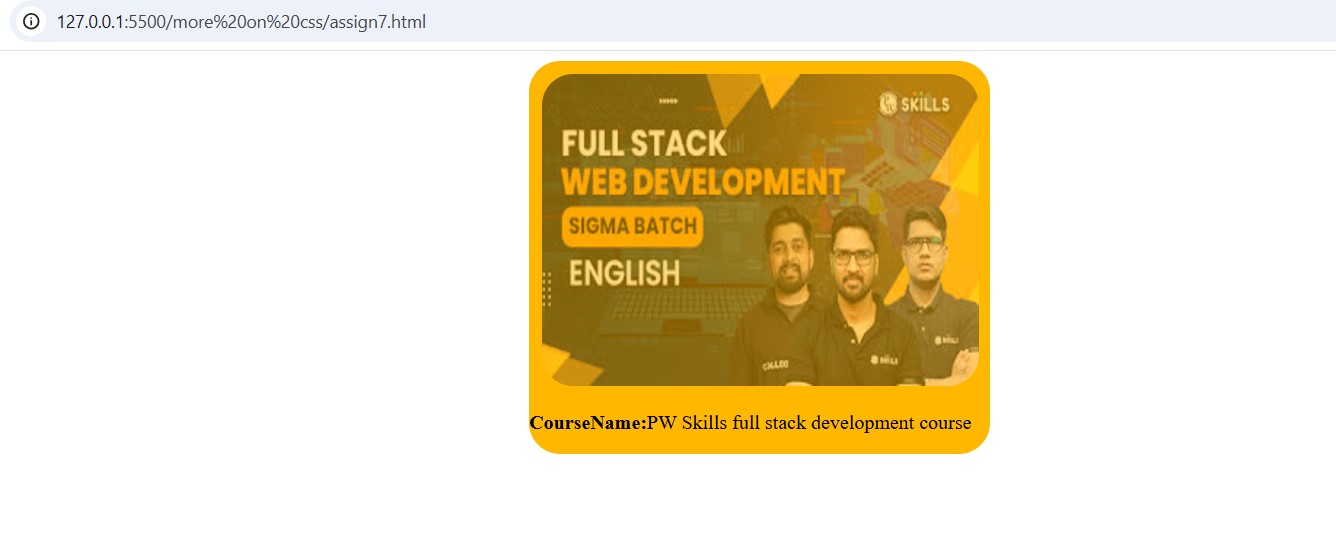 127.0.0.1:5500/more%20on%20css/assign7.html
SKILLS
FULL STACK
WEB DEVELOPMENT
SIGMA BATCH
ENGLISH
CourseName:PW Skills full stack development course